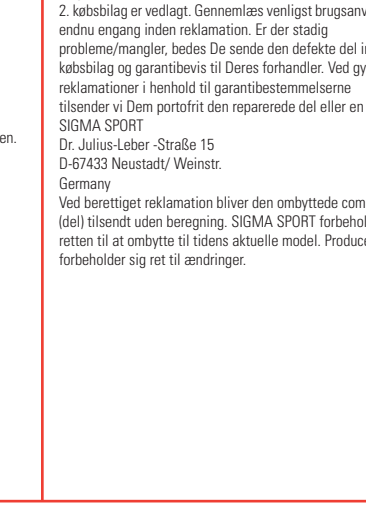 2. købsbilag er vedlagt. Gennemlæs venligst brugsanv
endnu engang inden reklamation. Er der stadig
probleme/mangler, bedes De sende den defekte del i
købsbilag og garantibevis til Deres forhandler. Ved gy
reklamationer i henhold til garantibestemmelserne
tilsender vi Dem portofrit den reparerede del eller en
SIGMA SPORT
en.
Dr. Julius-Leber -Straße 15
D-67433 Neustadt/ Weinstr.
Germany
Ved berettiget reklamation bliver den ombyttede com
(del) tilsendt uden beregning. SIGMA SPORT forbehol
retten til at ombytte til tidens aktuelle model. Produce
forbeholder sig ret til ændringer.